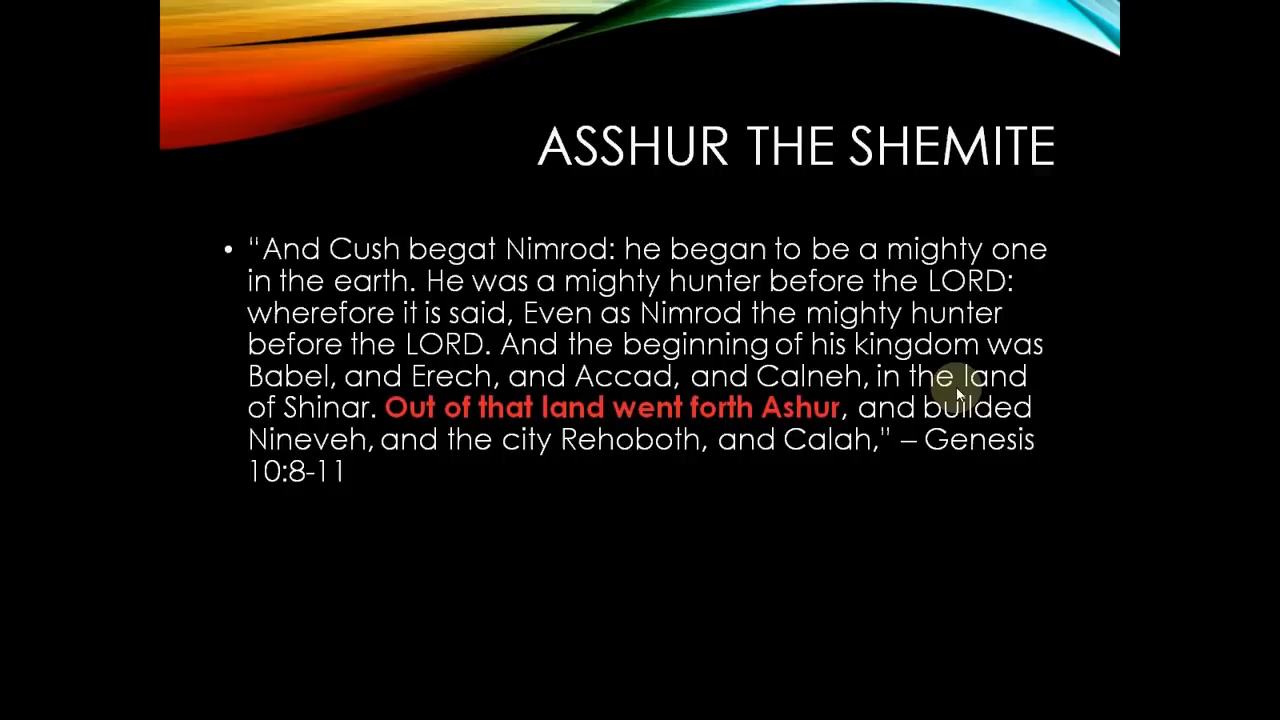 ASSHUR THE SHEMITE
• “And Cush begat Nimrod: he began to be a mighty one
in the earth. He was a mighty hunter before the LORD:
wherefore it is said, Even as Nimrod the mighty hunter
before the LORD. And the beginning of his kingdom was
Babel, and Erech, and Accad, and Calneh, in the land
of Shinar. Out of that land went forth Ashur, and builded
Nineveh, and the city Rehoboth, and Calah,” – Genesis
10:8-11